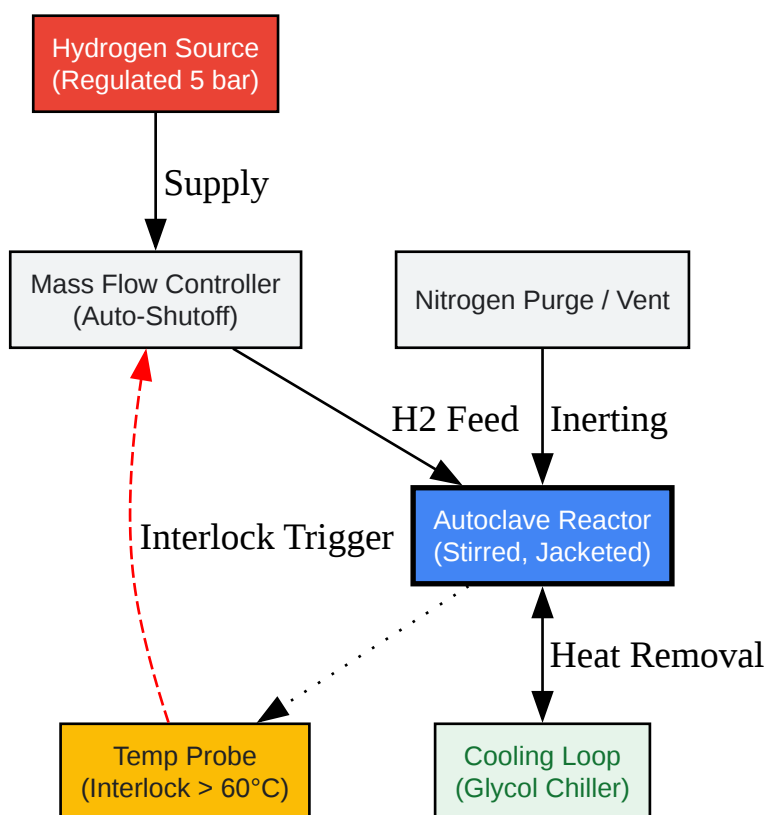 Hydrogen Source
(Regulated 5 bar)
Supply
Mass Flow Controller
(Auto-Shutoff)
Nitrogen Purge / Vent
H2 Feed
Inerting
Autoclave Reactor
(Stirred, Jacketed)
Interlock Trigger
Heat Removal
Temp Probe
(Interlock > 60°C)
Cooling Loop
(Glycol Chiller)